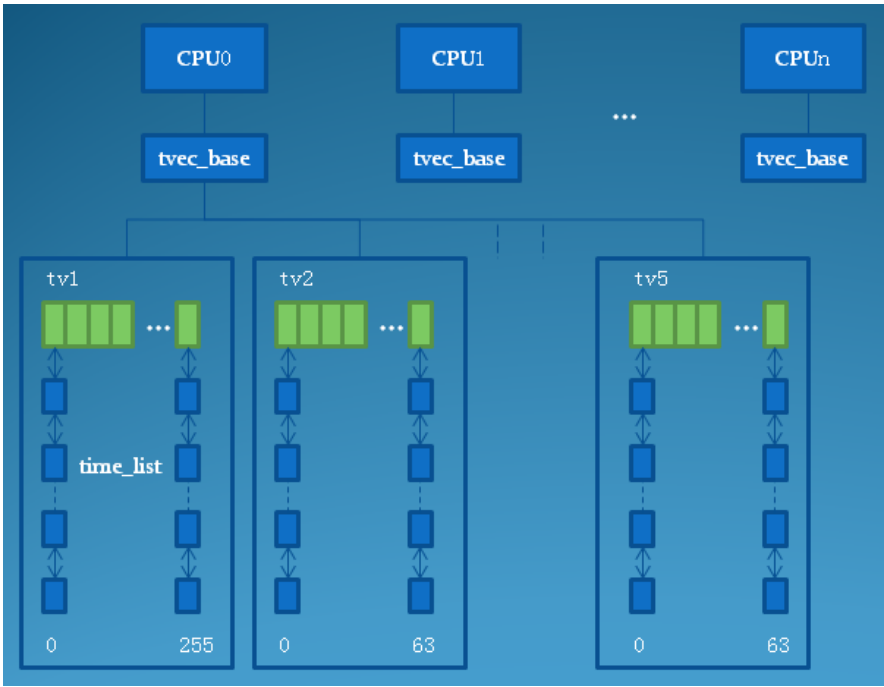 CPU0 CPU1 CPUn
...
tvec_base tvec_base tvec_base
tv1 tv2 tv5
... ... ...
time_list
0 255 0 63 0 63